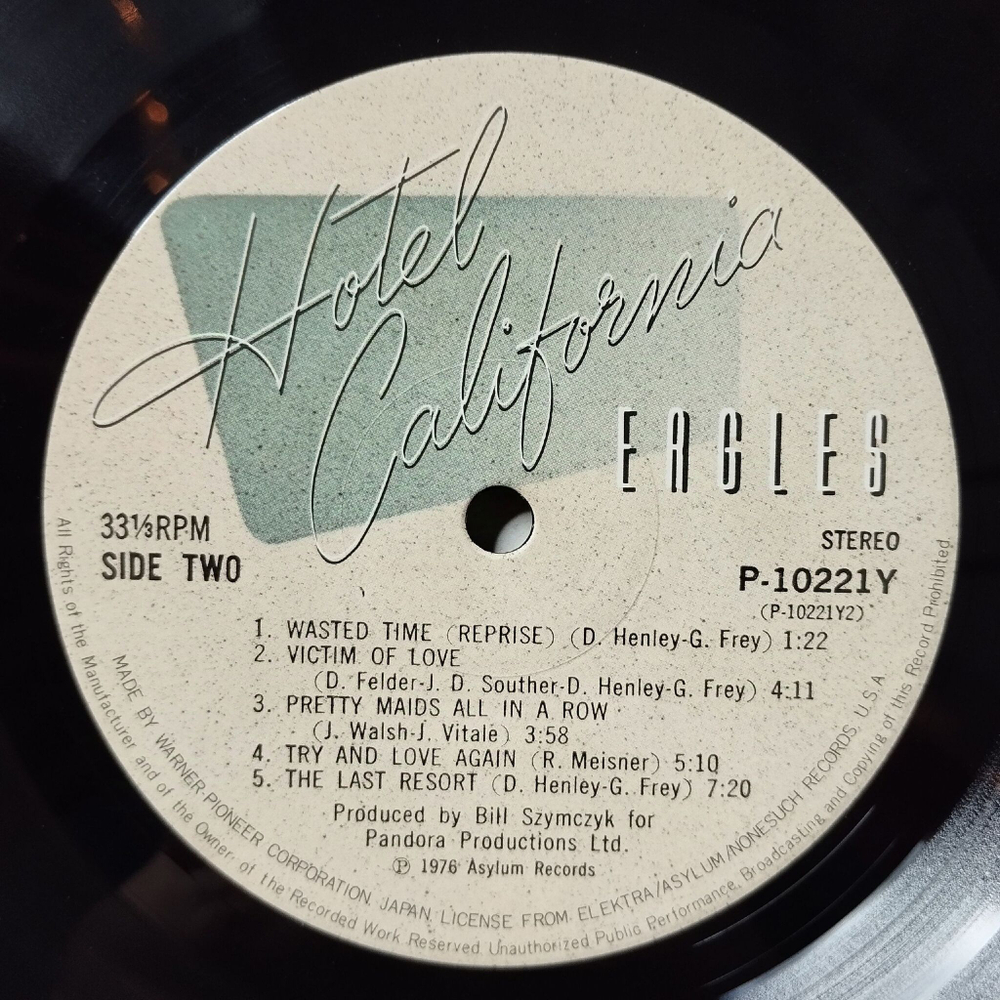 Hotel
California
EAGLES
33⅓RPM
SIDE TWO
STEREO
P-10221Y
(P-10221Y2)
1. WASTED TIME (REPRISE) (D. Henley-G. Frey) 1:22
2. VICTIM OF LOVE
(D. Felder-J. D. Souther-D. Henley-G. Frey) 4:11
3. PRETTY MAIDS ALL IN A ROW
(J. Walsh-J. Vitale) 3:58
4. TRY AND LOVE AGAIN (R. Meisner) 5:10
5. THE LAST RESORT (D. Henley-G. Frey) 7:20
Produced by Bill Szymczyk for
Pandora Productions Ltd.
Ⓟ 1976 Asylum Records
MADE BY WARNER-PIONEER CORPORATION, JAPAN, LICENSE FROM ELEKTRA/ASYLUM/NONESUCH RECORDS, U.S.A.
All Rights of the Manufacturer and of the Owner of the Recorded Work Reserved Unauthorized Public Performance, Broadcasting and Copying of this Record Prohibited.